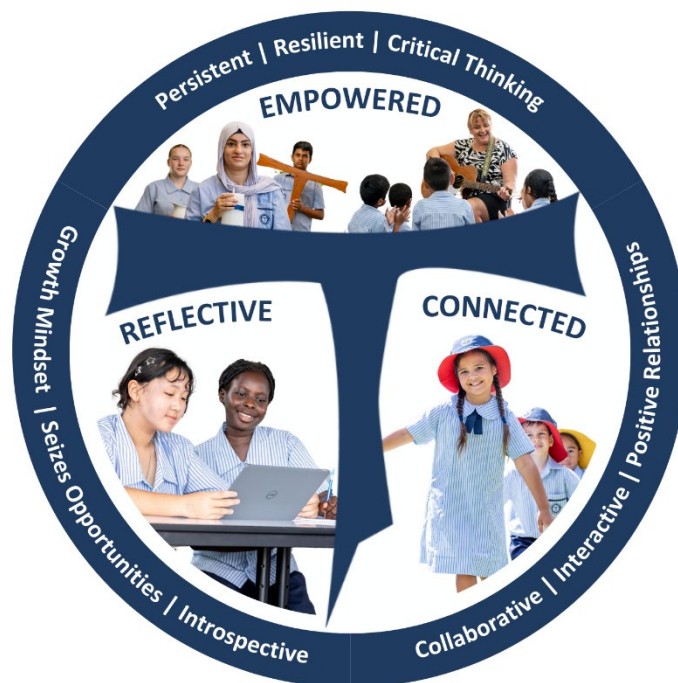 Persistent | Resilient | Critical Thinking
EMPOWERED
REFLECTIVE
CONNECTED
Growth Mindset | Seizes Opportunities | Introspective
Collaborative | Interactive | Positive Relationships